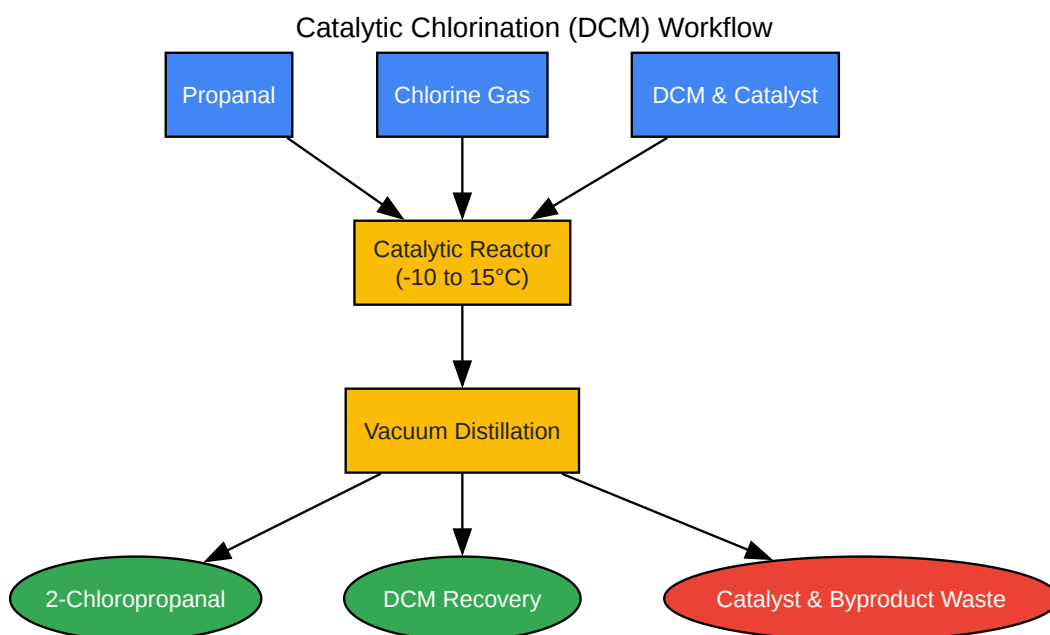 Catalytic Chlorination (DCM) Workflow
Propanal
Chlorine Gas
DCM & Catalyst
Catalytic Reactor
(-10 to 15°C)
Vacuum Distillation
2-Chloropropanal
DCM Recovery
Catalyst & Byproduct Waste